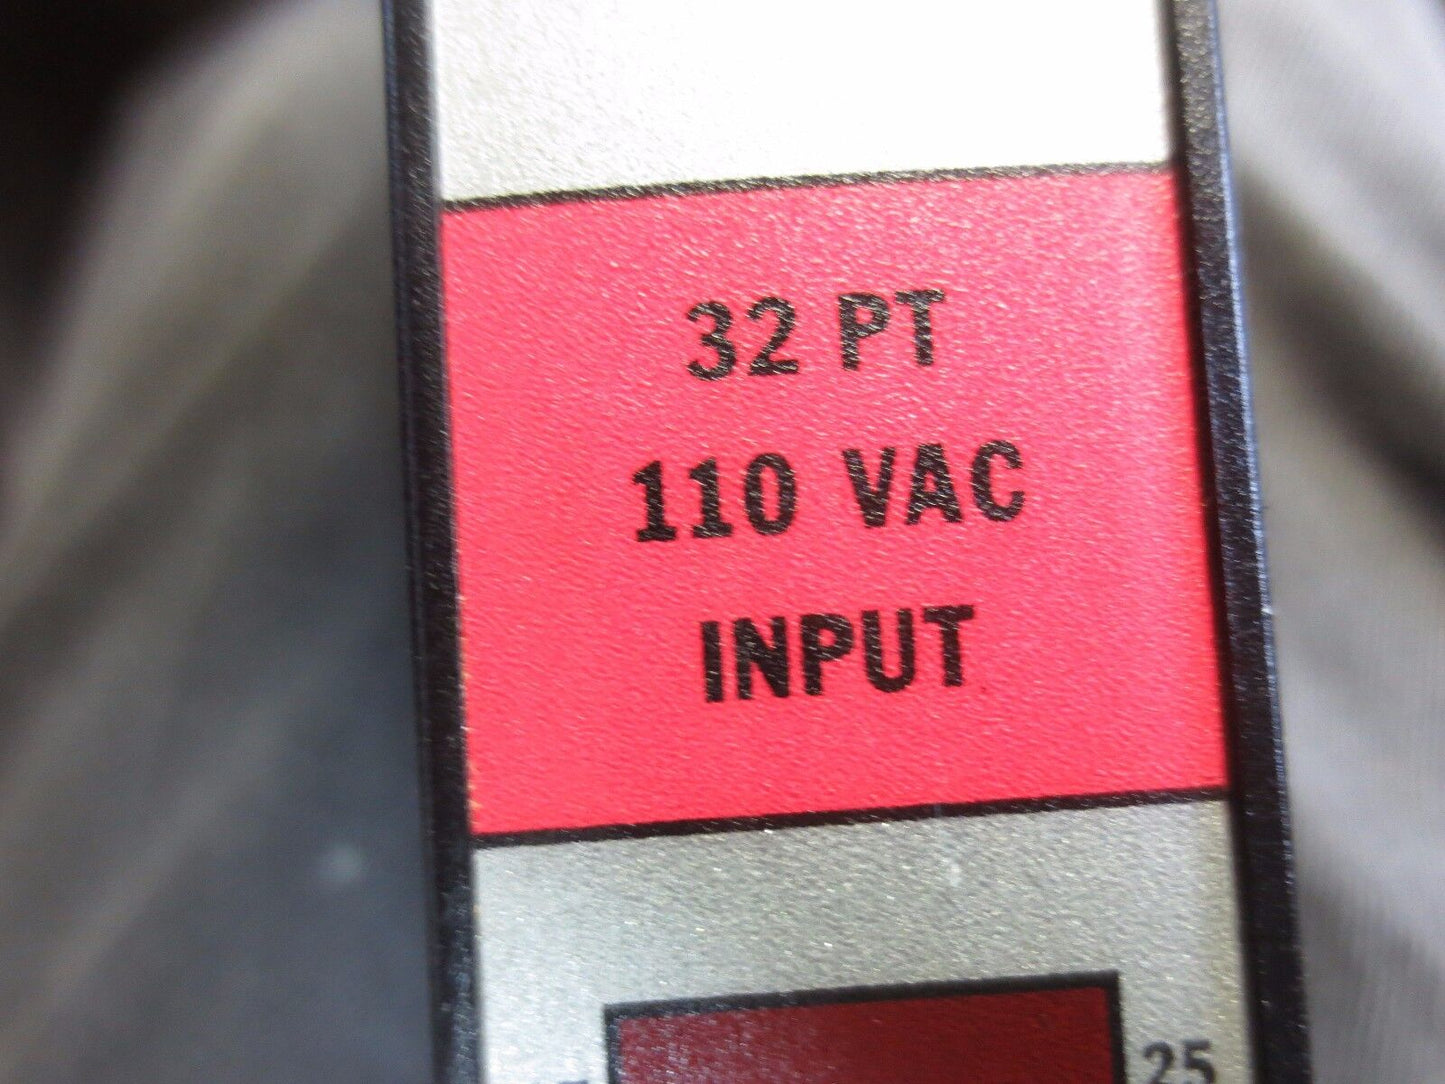 32 PT
110 VAC
INPUT
25